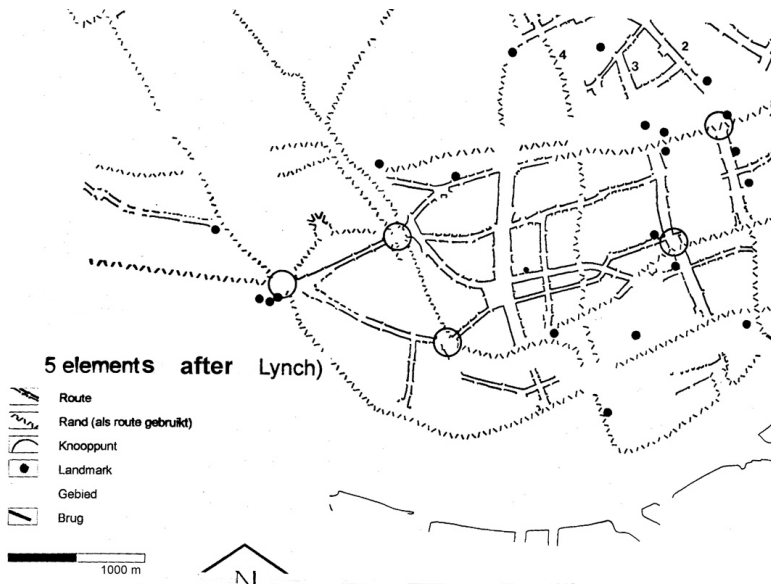 4
3
2
5 elements after Lynch)
Route
Rand (als route gebruikt)
Knooppunt
Landmark
Gebied
Brug
1000 m
N